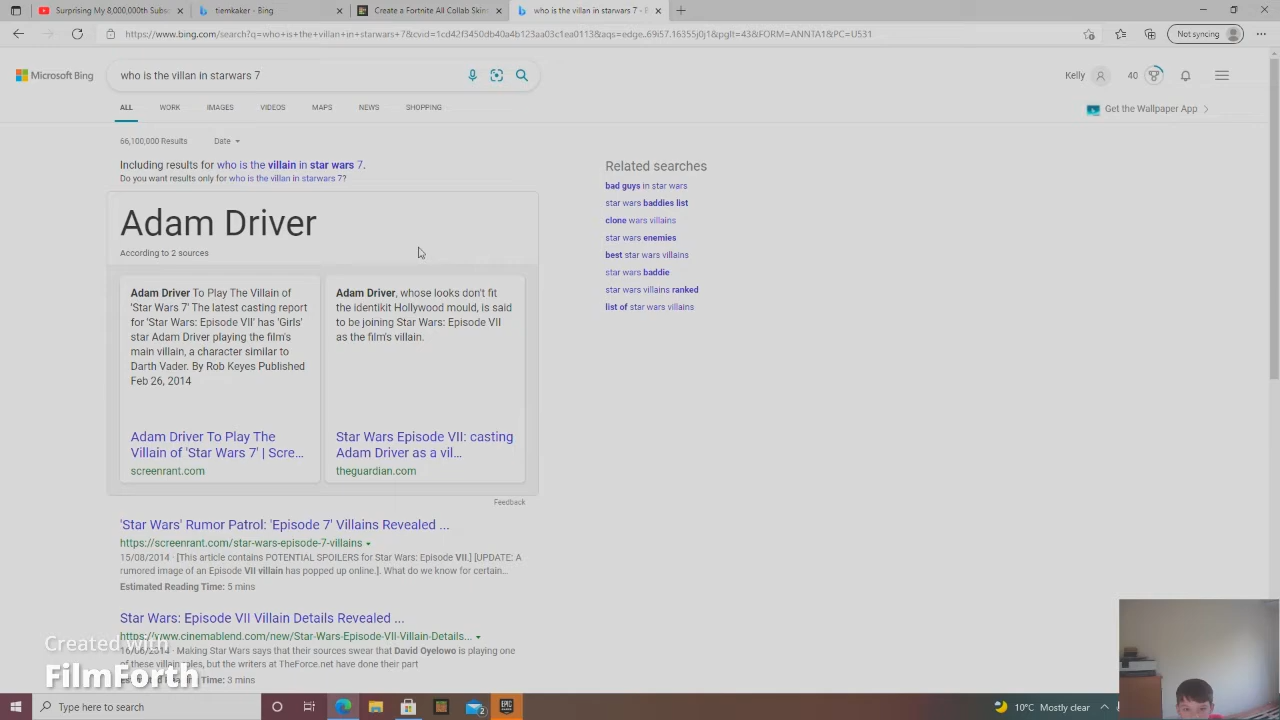 Surprising My 8,000,000th Subsc
tiemkaker - Bing
Create a Fortnite All Collab Skins
who is the villan in starwars 7 - B
https://www.bing.com/search?q=who+is+the+villan+in+starwars+7&cvid=1cd42f3450db40a4b123aa03c1ea0113&aqs=edge..69i57.16355j0j1&pglt=43&FORM=ANNTA1&PC=U531
Not syncing
Microsoft Bing
who is the villan in starwars 7
Kelly
40
ALL
WORK
IMAGES
VIDEOS
MAPS
NEWS
SHOPPING
Get the Wallpaper App
66,100,000 Results
Date
Including results for who is the villain in star wars 7.
Do you want results only for who is the villan in starwars 7?
Adam Driver
According to 2 sources
Adam Driver To Play The Villain of
'Star Wars 7' The latest casting report
for 'Star Wars: Episode VII' has 'Girls'
star Adam Driver playing the film's
main villain, a character similar to
Darth Vader. By Rob Keyes Published
Feb 26, 2014
Adam Driver To Play The
Villain of 'Star Wars 7' | Scre...
screenrant.com
Adam Driver, whose looks don't fit
the identikit Hollywood mould, is said
to be joining Star Wars: Episode VII
as the film's villain.
Star Wars Episode VII: casting
Adam Driver as a vil...
theguardian.com
Feedback
'Star Wars' Rumor Patrol: 'Episode 7' Villains Revealed ...
https://screenrant.com/star-wars-episode-7-villains
15/08/2014 · [This article contains POTENTIAL SPOILERS for Star Wars: Episode VII.] [UPDATE: A
rumored image of an Episode VII villain has popped up online.]. What do we know for certain...
Estimated Reading Time: 5 mins
Star Wars: Episode VII Villain Details Revealed ...
https://www.cinemablend.com/new/Star-Wars-Episode-VII-Villain-Details...
16/06/2014 · Making Star Wars says that their sources swear that David Oyelowo is playing one
of these villain roles, but the writers at TheForce.net have done their part
Estimated Reading Time: 3 mins
Related searches
bad guys in star wars
star wars baddies list
clone wars villains
star wars enemies
best star wars villains
star wars baddie
star wars villains ranked
list of star wars villains
Created with
FilmForth
Type here to search
2
EPIC
10°C Mostly clear